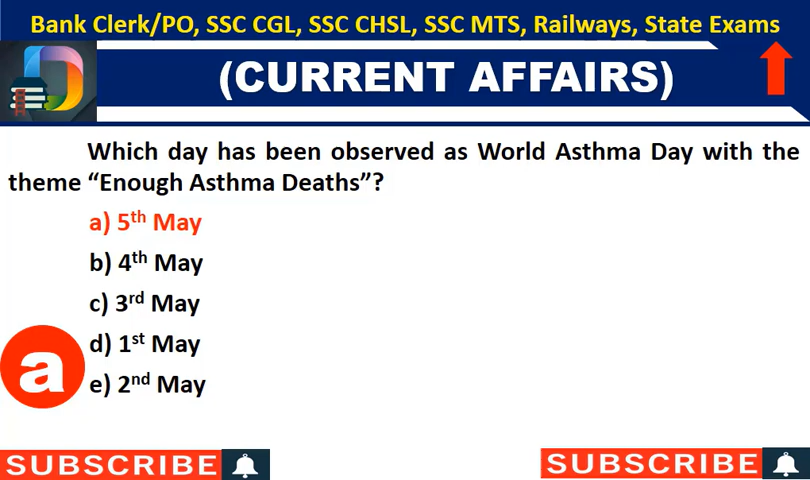 Bank Clerk/PO, SSC CGL, SSC CHSL, SSC MTS, Railways, State Exams
(CURRENT AFFAIRS)
Which day has been observed as World Asthma Day with the
theme “Enough Asthma Deaths”?
a) 5th May
b) 4th May
c) 3rd May
d) 1st May
a
e) 2nd May
SUBSCRIBE
SUBSCRIBE